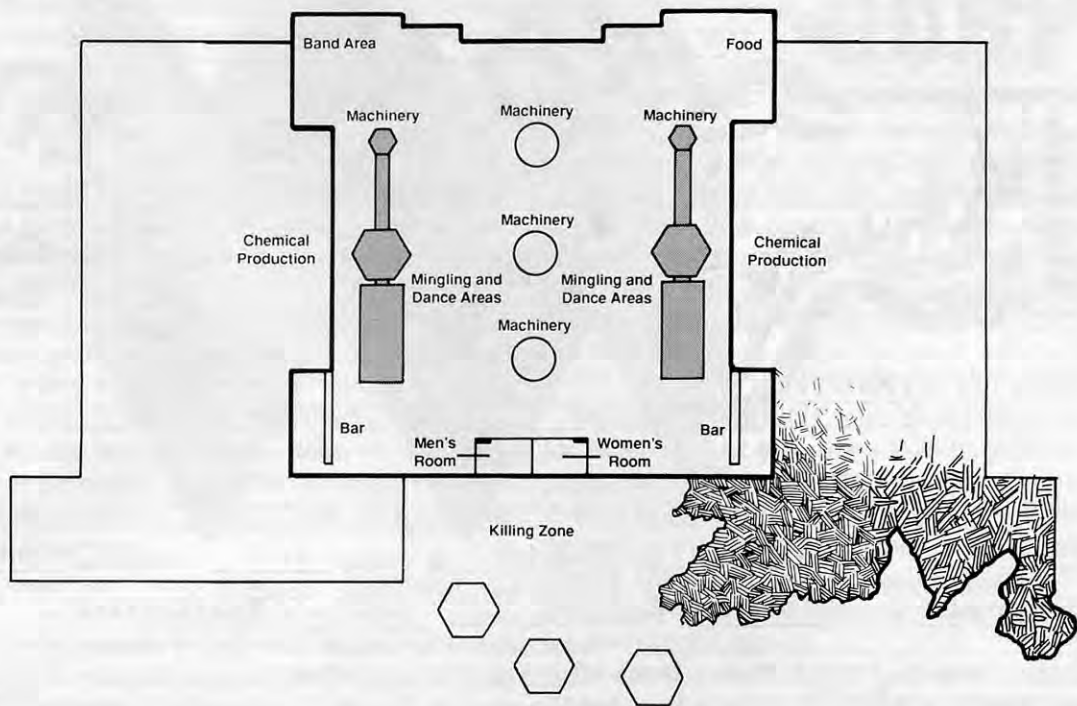 Band Area
Food
Machinery
Machinery
Machinery
Machinery
Chemical
Production
Chemical
Production
Mingling and
Dance Areas
Mingling and
Dance Areas
Machinery
Bar
Men's
Room
Women's
Room
Bar
Killing Zone